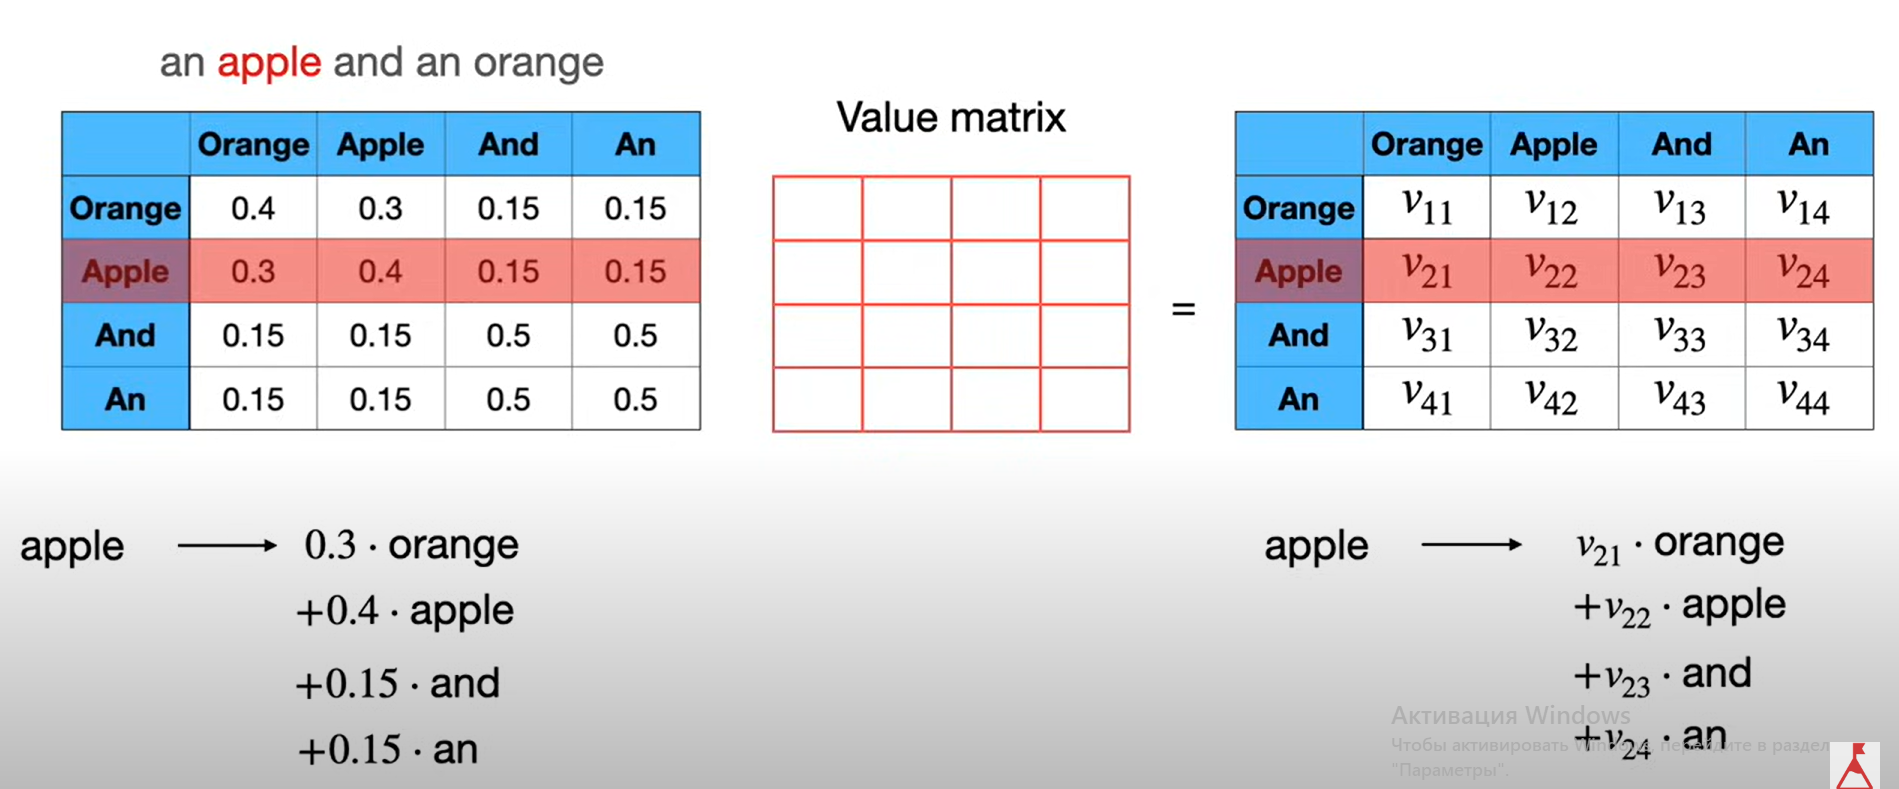 an apple and an orange
Value matrix
Orange Apple And An
Orange 0.4 0.3 0.15 0.15
Apple 0.3 0.4 0.15 0.15
And 0.15 0.15 0.5 0.5
An 0.15 0.15 0.5 0.5
=
Orange Apple And An
Orange v11 v12 v13 v14
Apple v21 v22 v23 v24
And v31 v32 v33 v34
An v41 v42 v43 v44
apple → 0.3 · orange
+0.4 · apple
+0.15 · and
+0.15 · an
apple → v21 · orange
+v22 · apple
+v23 · and
+v24 · an
Активация Windows
Чтобы активировать Windows, перейдите в раздел
"Параметры".